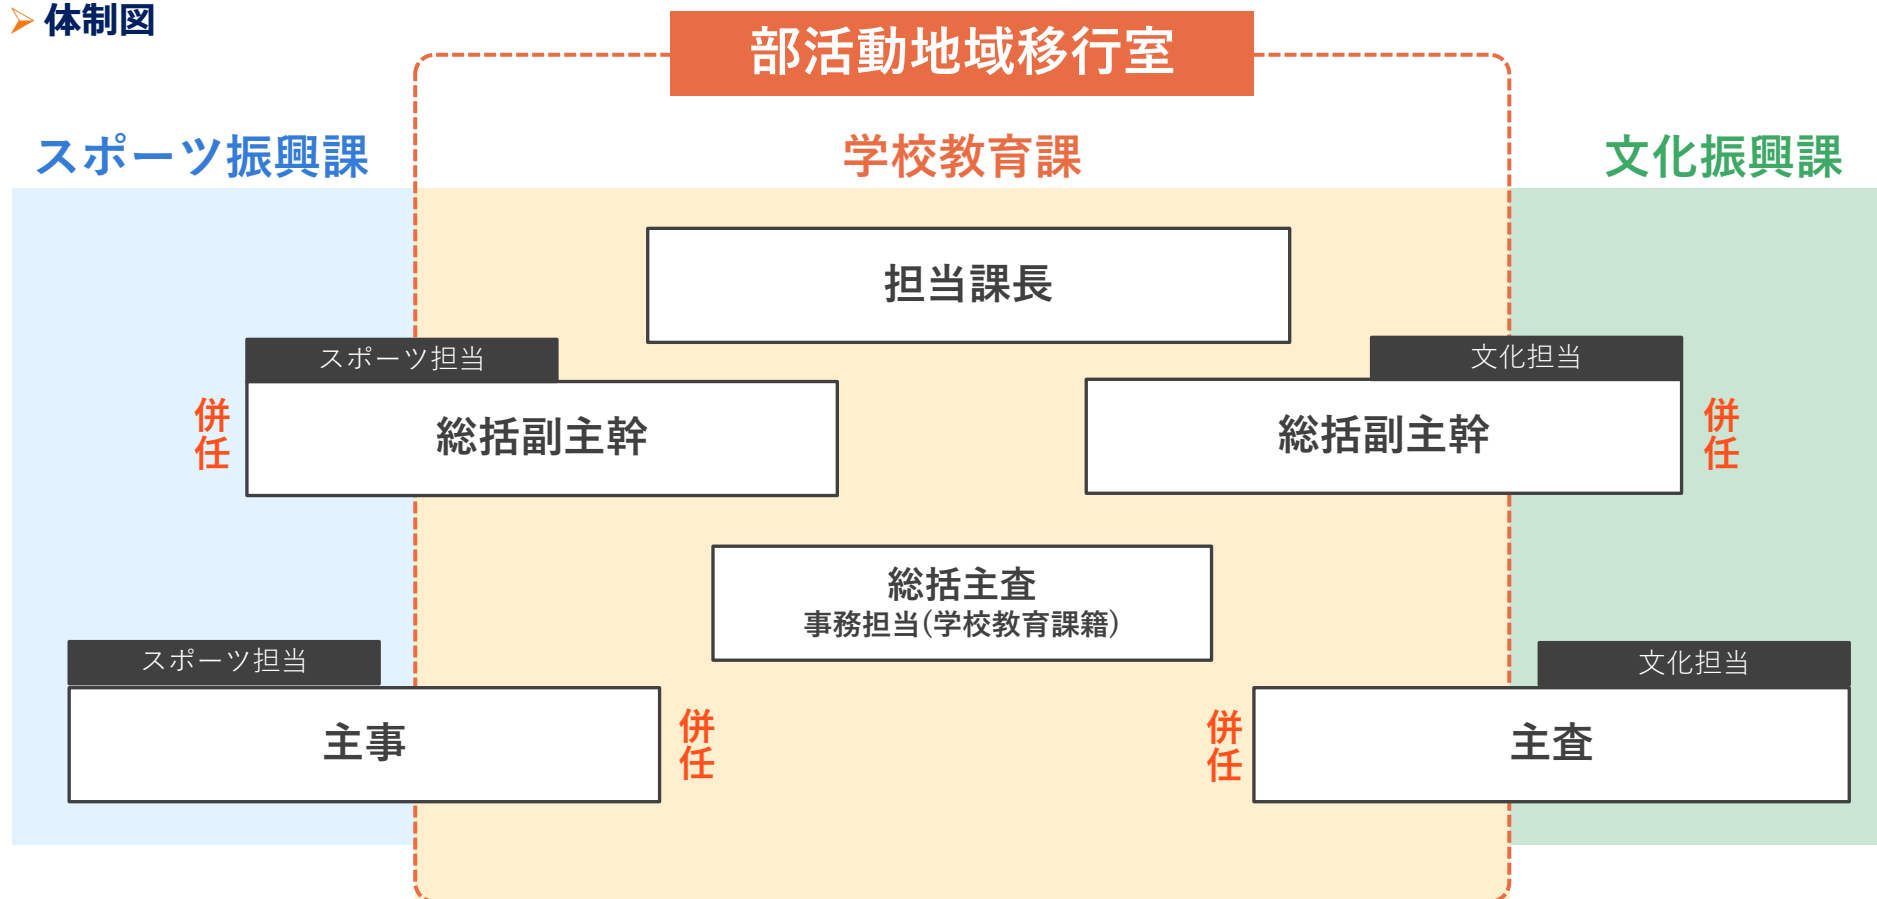 体制図
部活動地域移行室
スポーツ振興課
学校教育課
文化振興課
担当課長
スポーツ担当
総括副主幹
併任
文化担当
総括副主幹
併任
総括主査
事務担当(学校教育課籍)
スポーツ担当
主事
併任
文化担当
主査
併任